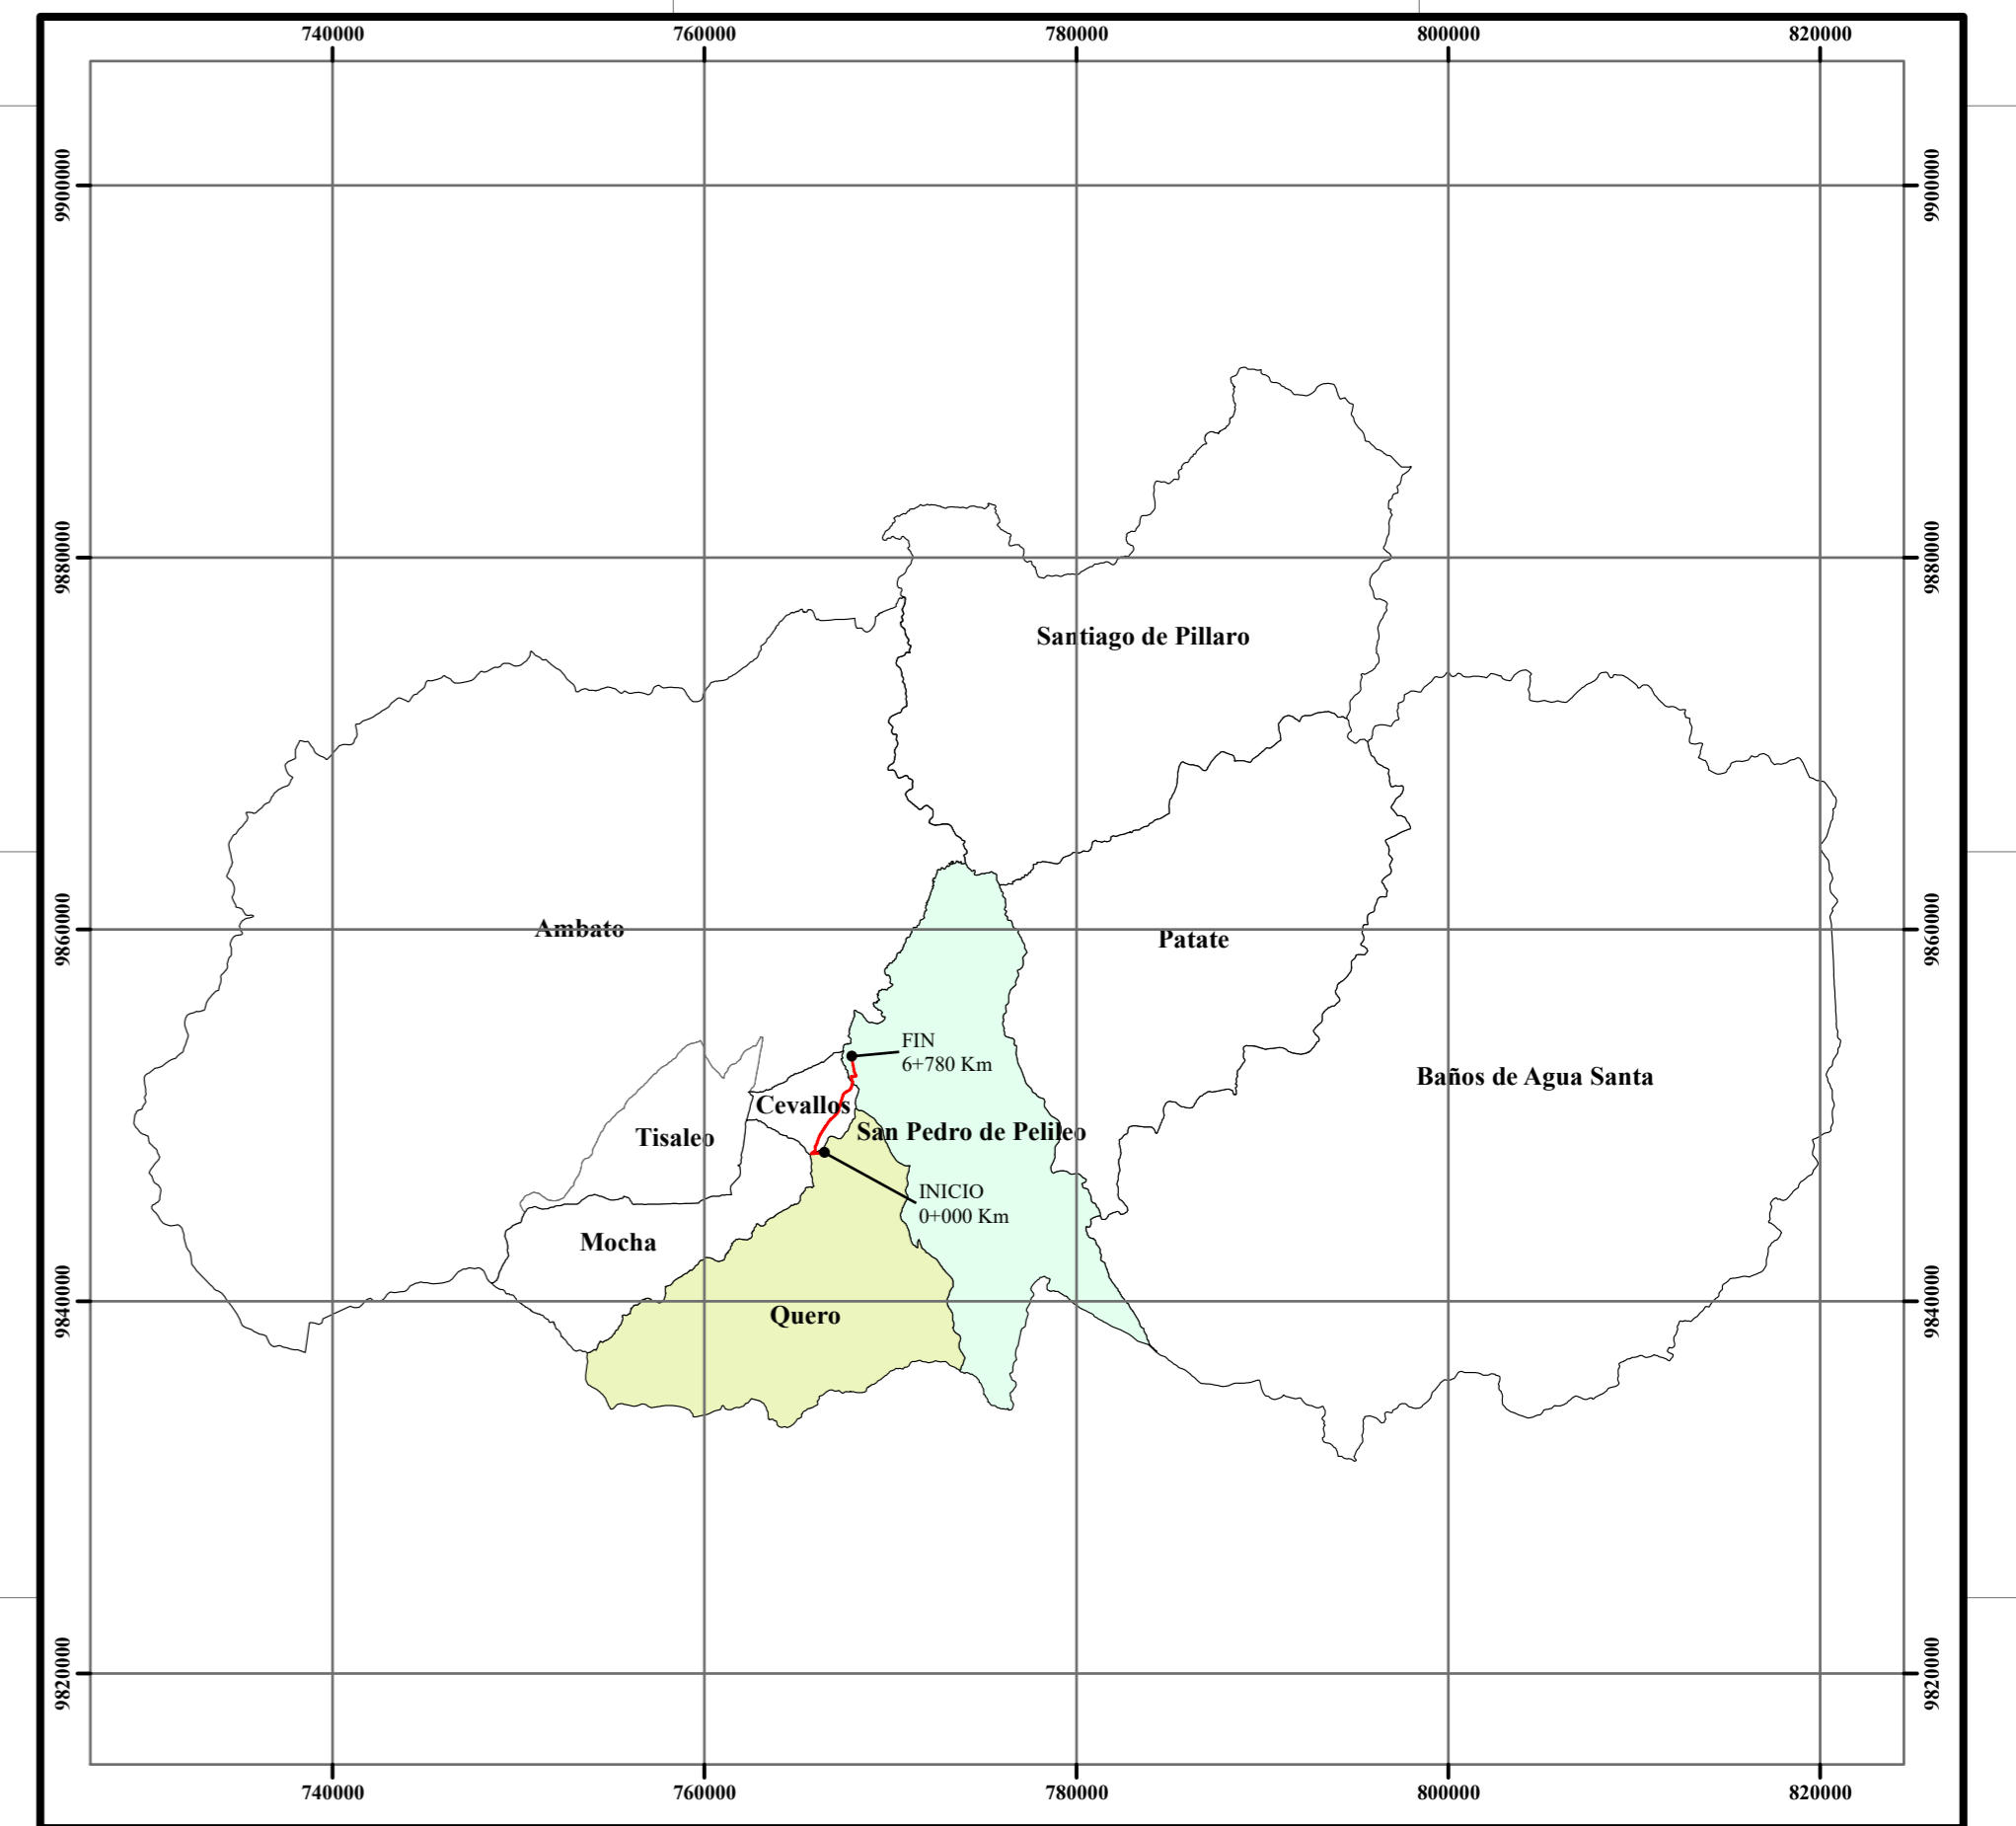 740000
760000
780000
800000
820000
9900000
9900000
9880000
9880000
Santiago de Pillaro
Ambato
9860000
9860000
Patate
FIN
6+780 Km
Baños de Agua Santa
Cevallos
San Pedro de Pelileo
Tisaleo
INICIO
0+000 Km
Mocha
9840000
9840000
Quero
9820000
9820000
740000
760000
780000
800000
820000